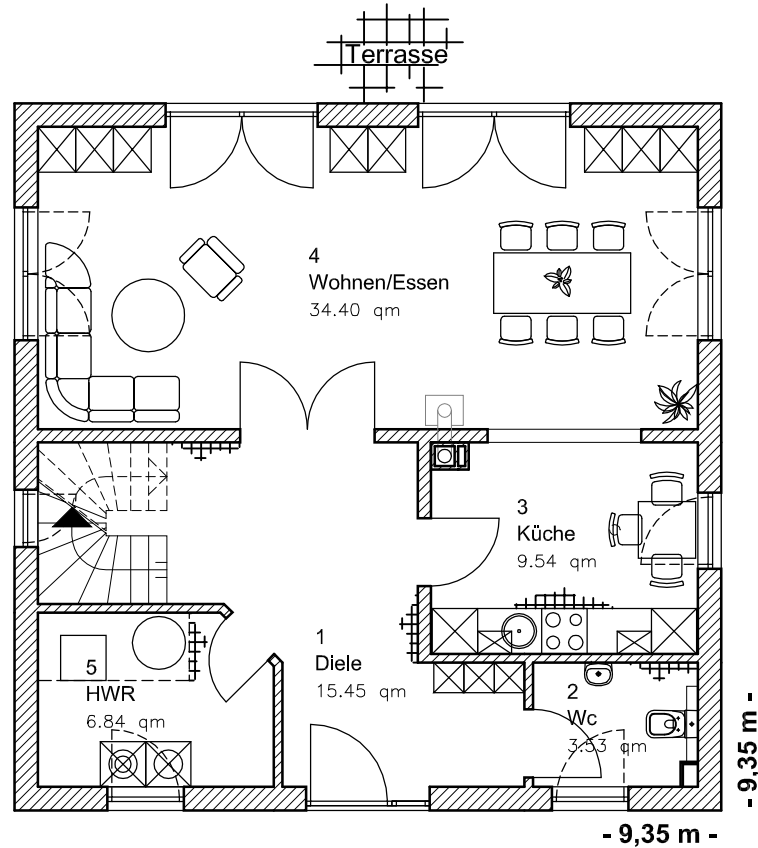 Terrasse
4
Wohnen/Essen
34.40 qm
3
Küche
9.54 qm
1
Diele
15.45 qm
5
HWR
6.84 qm
2
Wc
3.53 qm
- 9,35 m -
- 9,35 m -